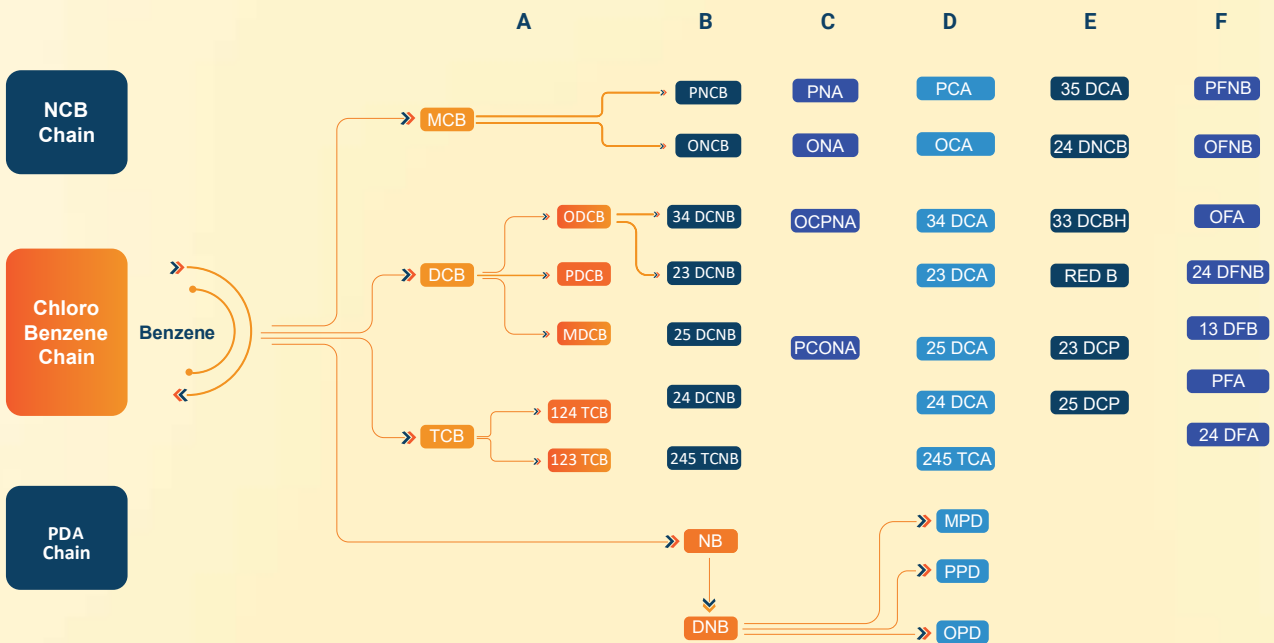 A B C D E F
NCB
Chain
MCB
PNCB PNA PCA 35 DCA PFNB
ONCB ONA OCA 24 DNCB OFNB
ODCB 34 DCNB OCPNA 34 DCA 33 DCBH OFA
DCB PDCB 23 DCNB 23 DCA RED B 24 DFNB
Chloro
Benzene
Chain
Benzene
MDCB 25 DCNB PCONA 25 DCA 23 DCP 13 DFB
PFA
124 TCB 24 DCNB 24 DCA 25 DCP
TCB 24 DFA
123 TCB 245 TCNB 245 TCA
PDA
Chain
MPD
NB
PPD
DNB OPD